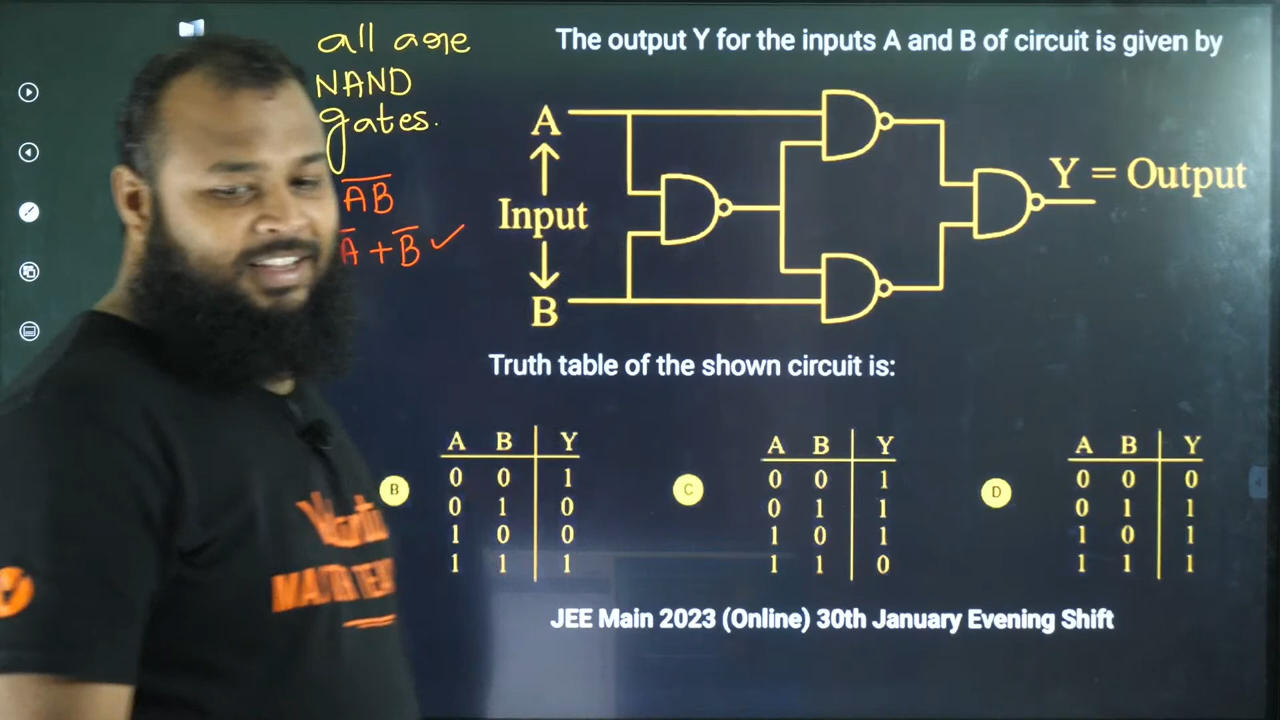 all are
NAND
gates.
AB
A + B ✓
The output Y for the inputs A and B of circuit is given by
A
Input
B
Y = Output
Truth table of the shown circuit is:
B
A B Y
0 0 1
0 1 0
1 0 0
1 1 1
C
A B Y
0 0 1
0 1 1
1 0 1
1 1 0
D
A B Y
0 0 0
0 1 1
1 0 1
1 1 1
JEE Main 2023 (Online) 30th January Evening Shift